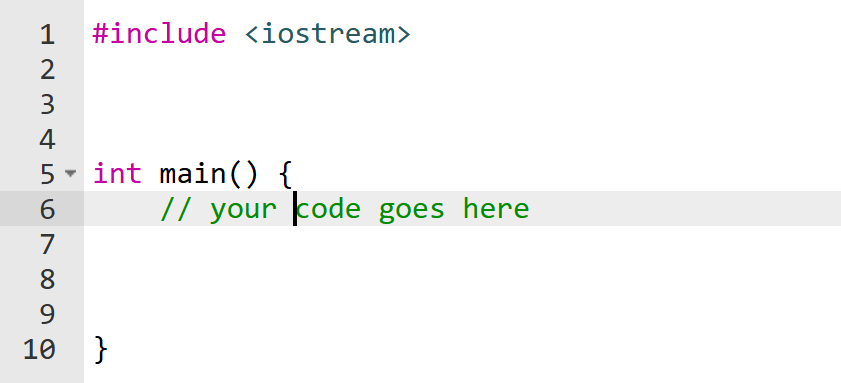 1 #include <iostream>
2
3
4
5 int main() {
6     // your code goes here
7
8
9
10 }